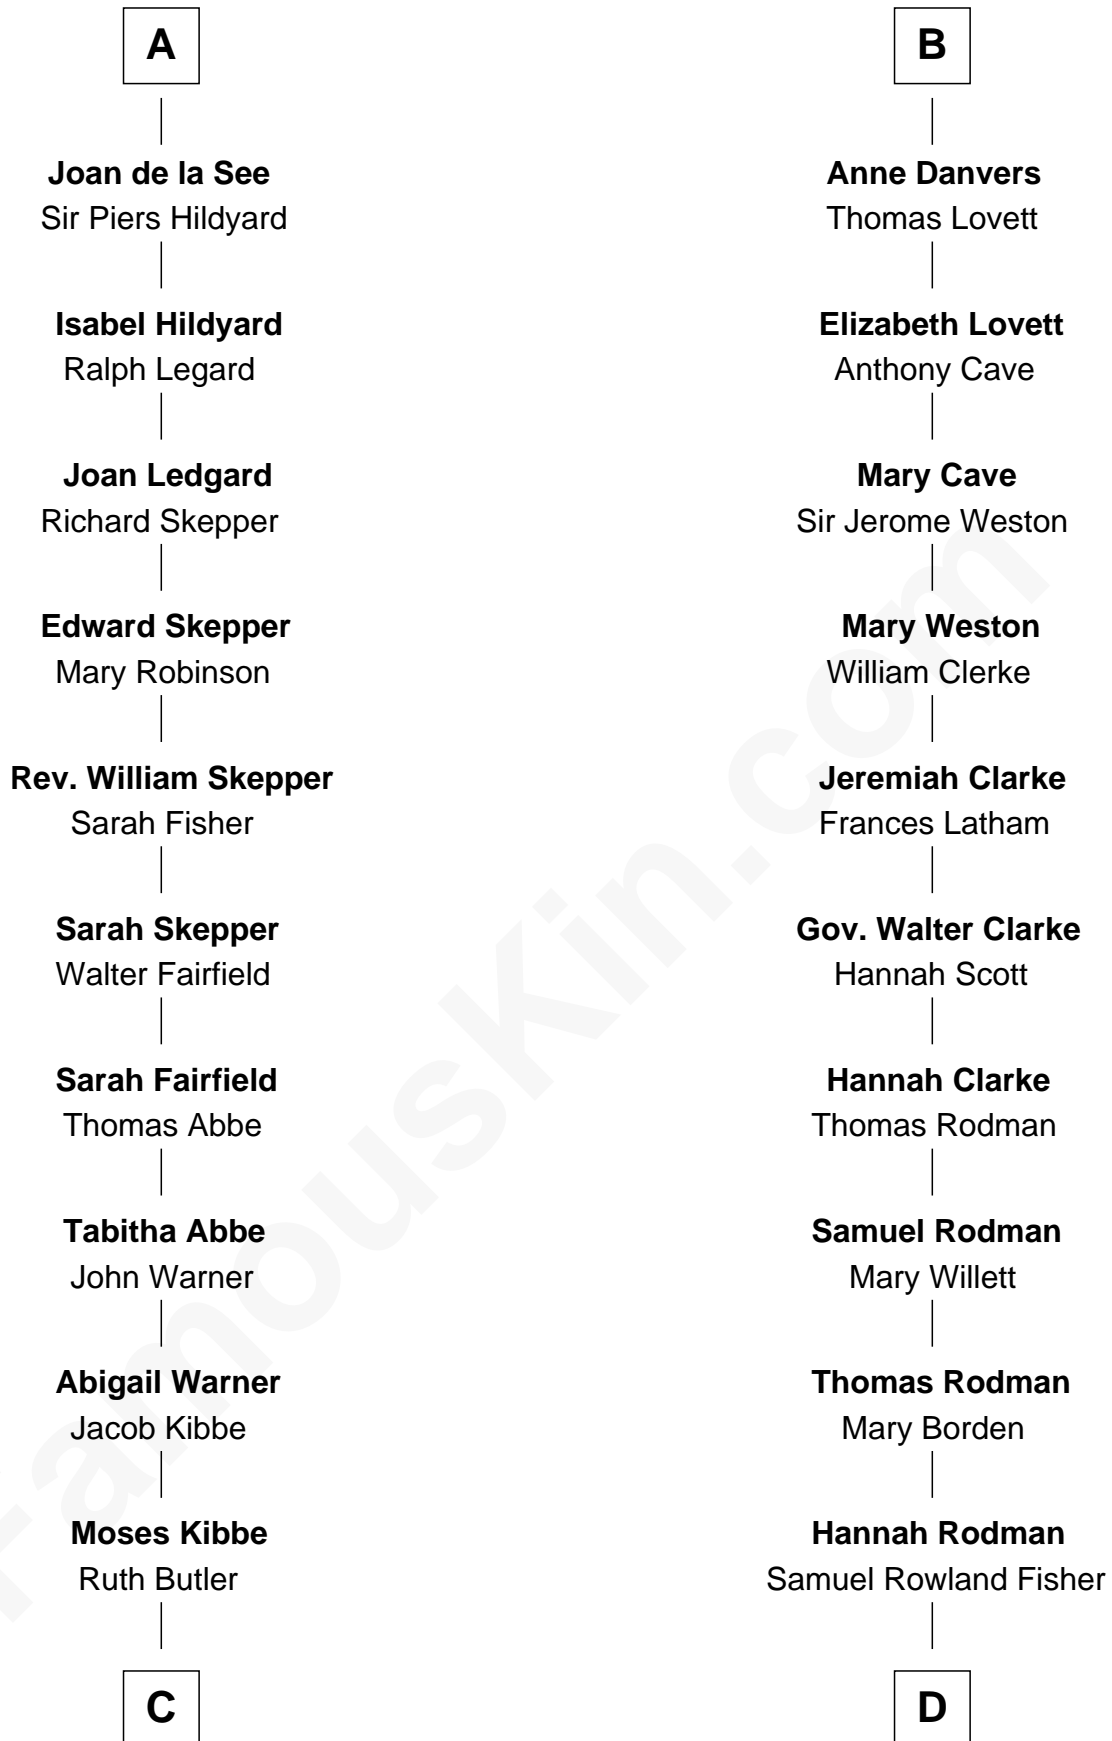 A
Joan de la See
Sir Piers Hildyard
Isabel Hildyard
Ralph Legard
Joan Ledgard
Richard Skepper
Edward Skepper
Mary Robinson
Rev. William Skepper
Sarah Fisher
Sarah Skepper
Walter Fairfield
Sarah Fairfield
Thomas Abbe
Tabitha Abbe
John Warner
Abigail Warner
Jacob Kibbe
Moses Kibbe
Ruth Butler
C
B
Anne Danvers
Thomas Lovett
Elizabeth Lovett
Anthony Cave
Mary Cave
Sir Jerome Weston
Mary Weston
William Clerke
Jeremiah Clarke
Frances Latham
Gov. Walter Clarke
Hannah Scott
Hannah Clarke
Thomas Rodman
Samuel Rodman
Mary Willett
Thomas Rodman
Mary Borden
Hannah Rodman
Samuel Rowland Fisher
D
FamousKin.com